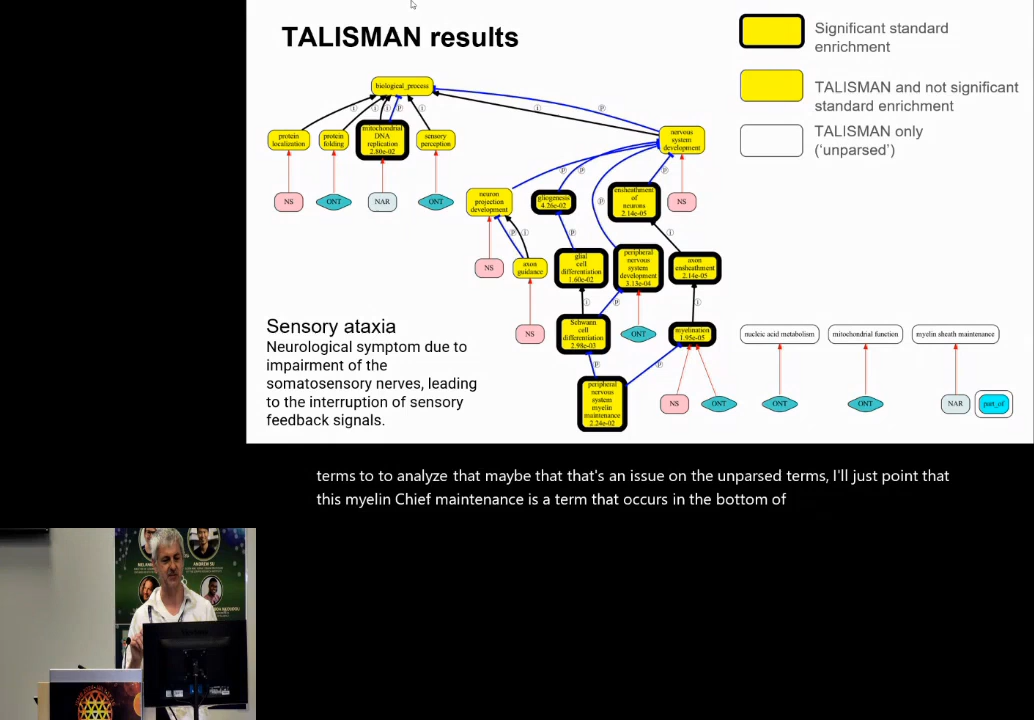 TALISMAN results
Significant standard
enrichment
TALISMAN and not significant
standard enrichment
TALISMAN only
('unparsed')
biological_process
protein
localization
protein
folding
mitochondrial
DNA
replication
2.80e-02
sensory
perception
nervous
system
development
NS
ONT
NAR
ONT
neuron
projection
development
gliogenesis
4.26e-02
ensheathment
of
neurons
2.14e-05
NS
NS
axon
guidance
glial
cell
differentiation
1.60e-02
peripheral
nervous
system
development
3.13e-04
axon
ensheathment
2.14e-05
NS
Schwann
cell
differentiation
2.98e-03
ONT
myelination
1.95e-05
nucleic acid metabolism
mitochondrial function
myelin sheath maintenance
peripheral
nervous
system
myelin
maintenance
2.24e-02
NS
ONT
ONT
ONT
NAR
part_of
Sensory ataxia
Neurological symptom due to
impairment of the
somatosensory nerves, leading
to the interruption of sensory
feedback signals.
terms to to analyze that maybe that that's an issue on the unparsed terms, I'll just point that
this myelin Chief maintenance is a term that occurs in the bottom of
ANDREW SU